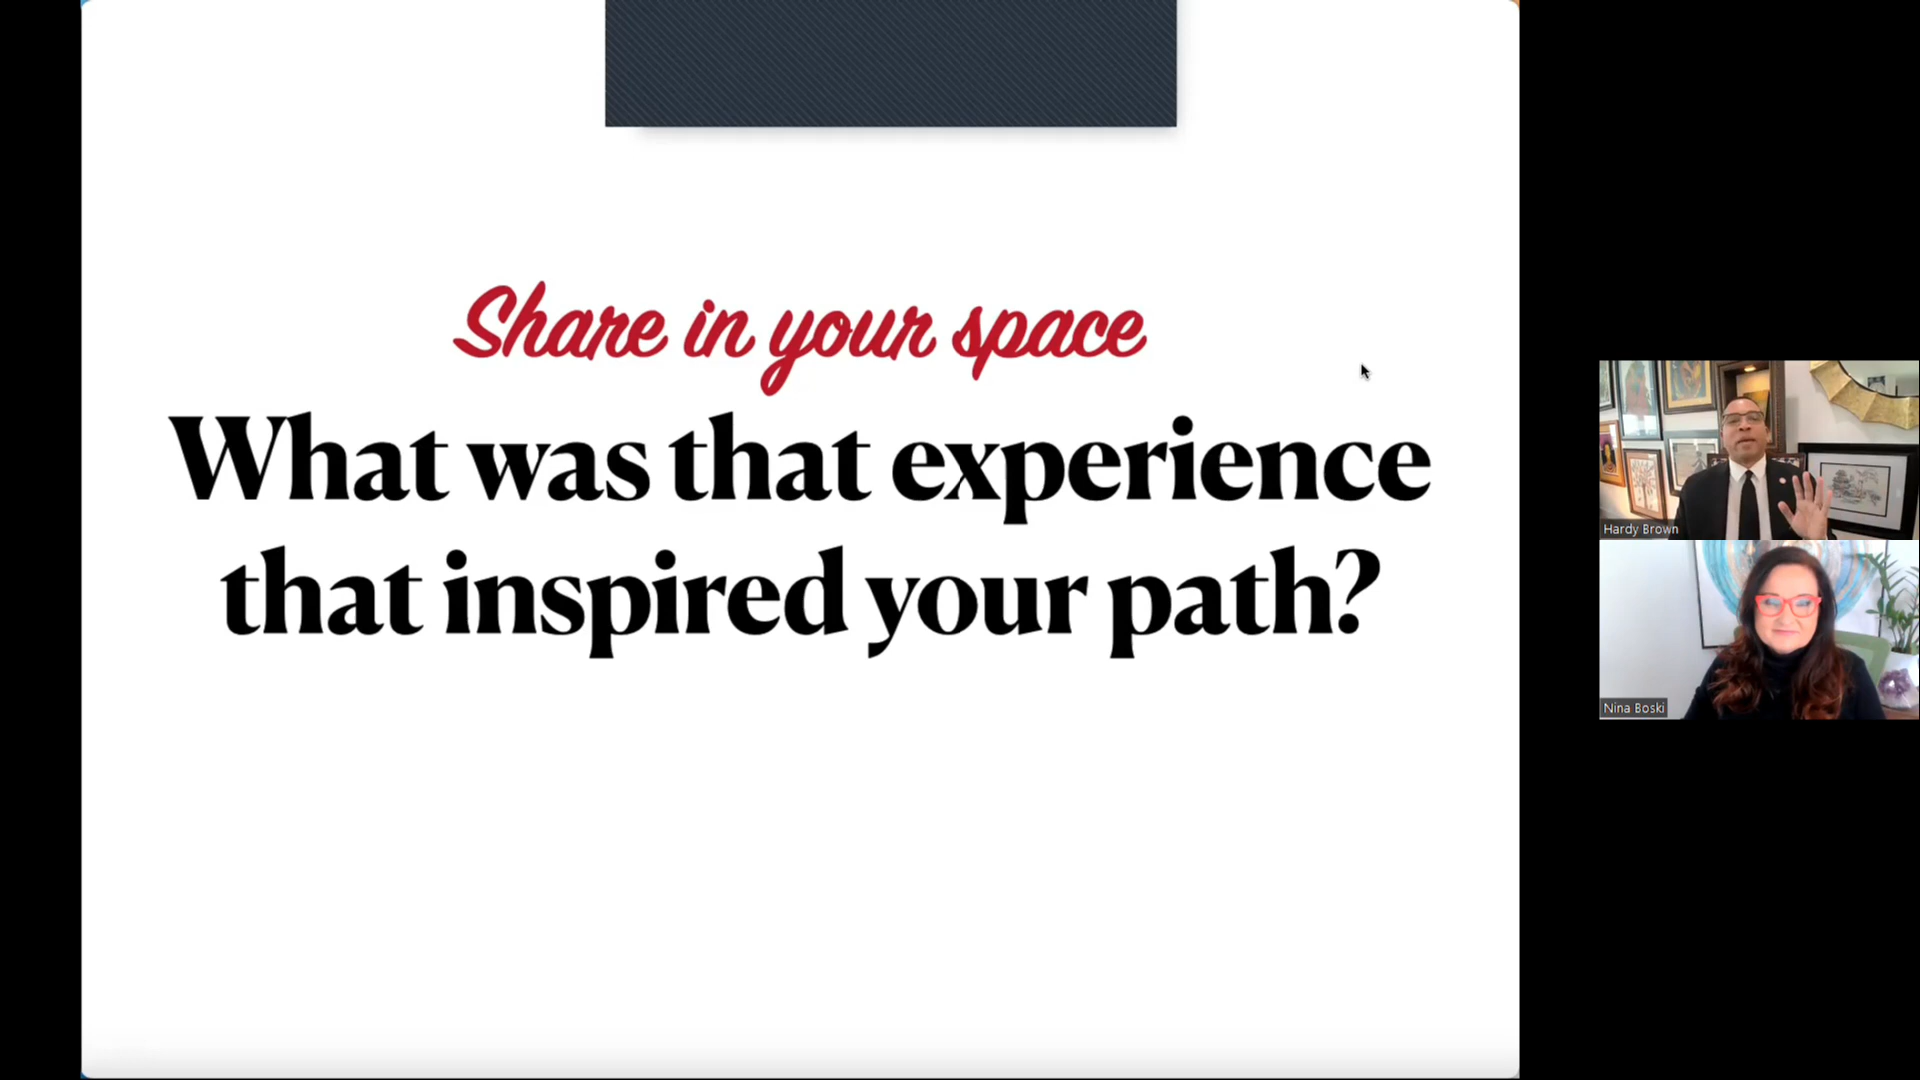 Share in your space
What was that experience
that inspired your path?
Hardy Brown
Nina Boski